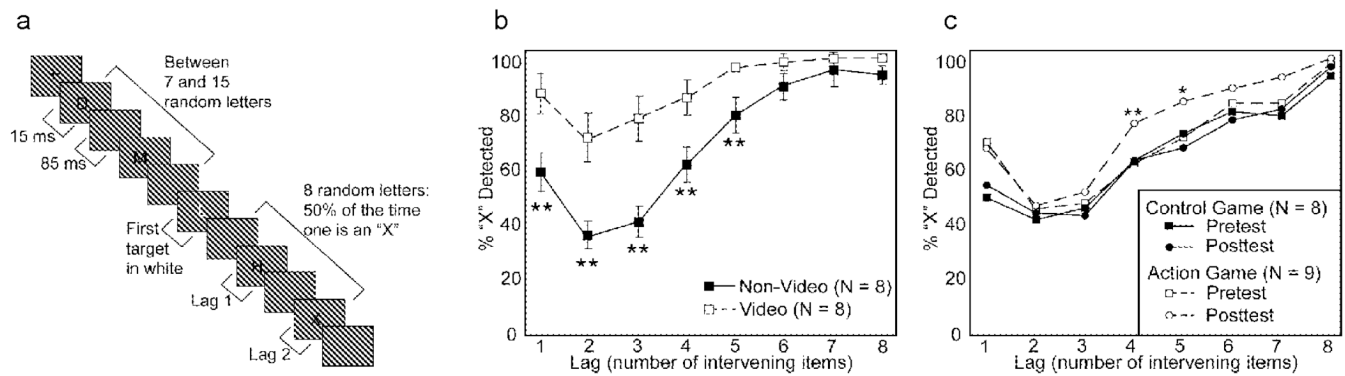 a
Between
7 and 15
random letters
D
15 ms
85 ms
M
8 random letters:
50% of the time
one is an “X”
First
target
in white
H
Lag 1
X
Lag 2
b
% “X” Detected
100
80
60
40
20
0
**
**
**
**
**
Non-Video (N = 8)
Video (N = 8)
1 2 3 4 5 6 7 8
Lag (number of intervening items)
c
% “X” Detected
100
80
60
40
20
0
**
*
Control Game (N = 8)
Pretest
Posttest
Action Game (N = 9)
Pretest
Posttest
1 2 3 4 5 6 7 8
Lag (number of intervening items)